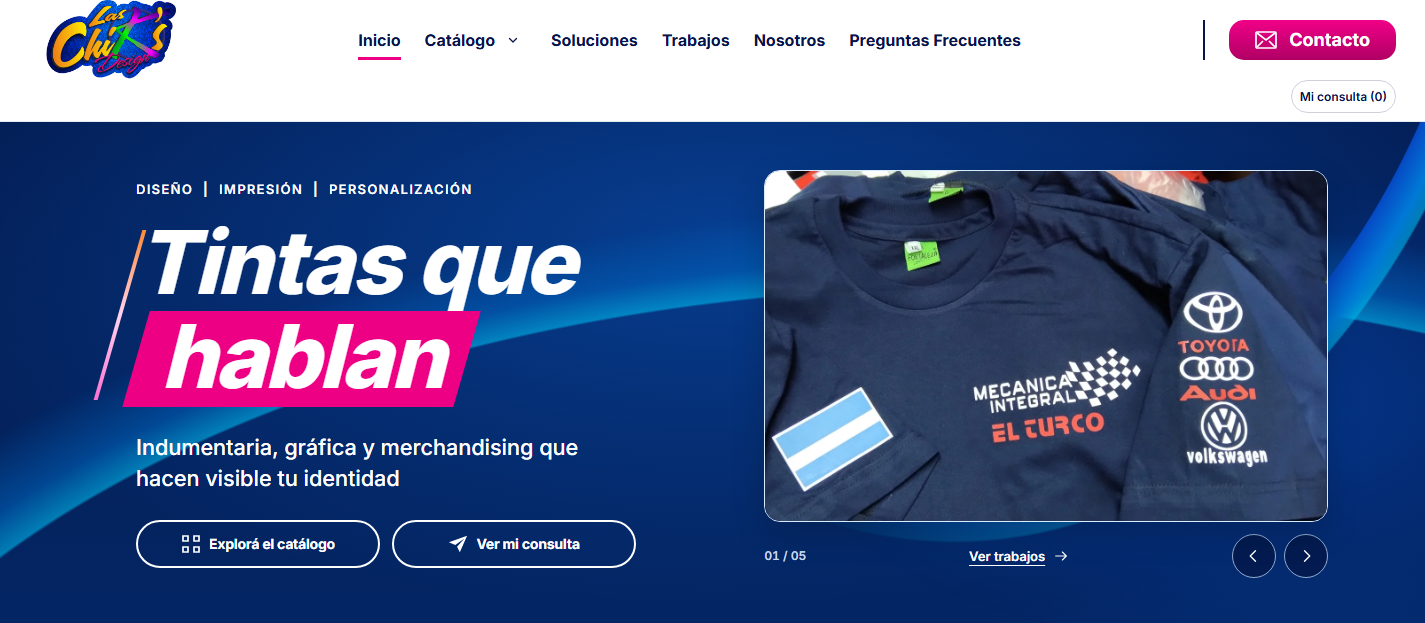 Las
Chik's
Design
Inicio
Catálogo
Soluciones
Trabajos
Nosotros
Preguntas Frecuentes
Contacto
Mi consulta (0)
DISEÑO | IMPRESIÓN | PERSONALIZACIÓN
Tintas que
hablan
Indumentaria, gráfica y merchandising que
hacen visible tu identidad
Explorá el catálogo
Ver mi consulta
MECANICA
INTEGRAL
EL TURCO
TOYOTA
Audi
volkswagen
01 / 05
Ver trabajos